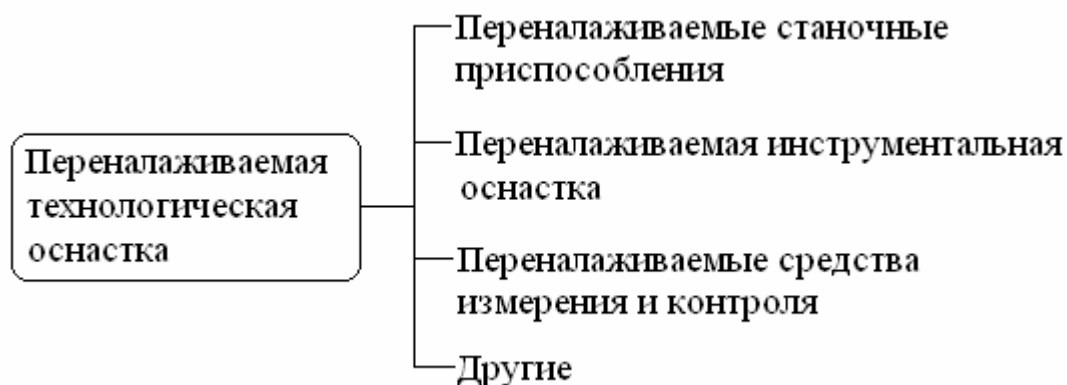 Переналаживаемая
технологическая
оснастка
Переналаживаемые станочные
приспособления
Переналаживаемая инструментальная
оснастка
Переналаживаемые средства
измерения и контроля
Другие